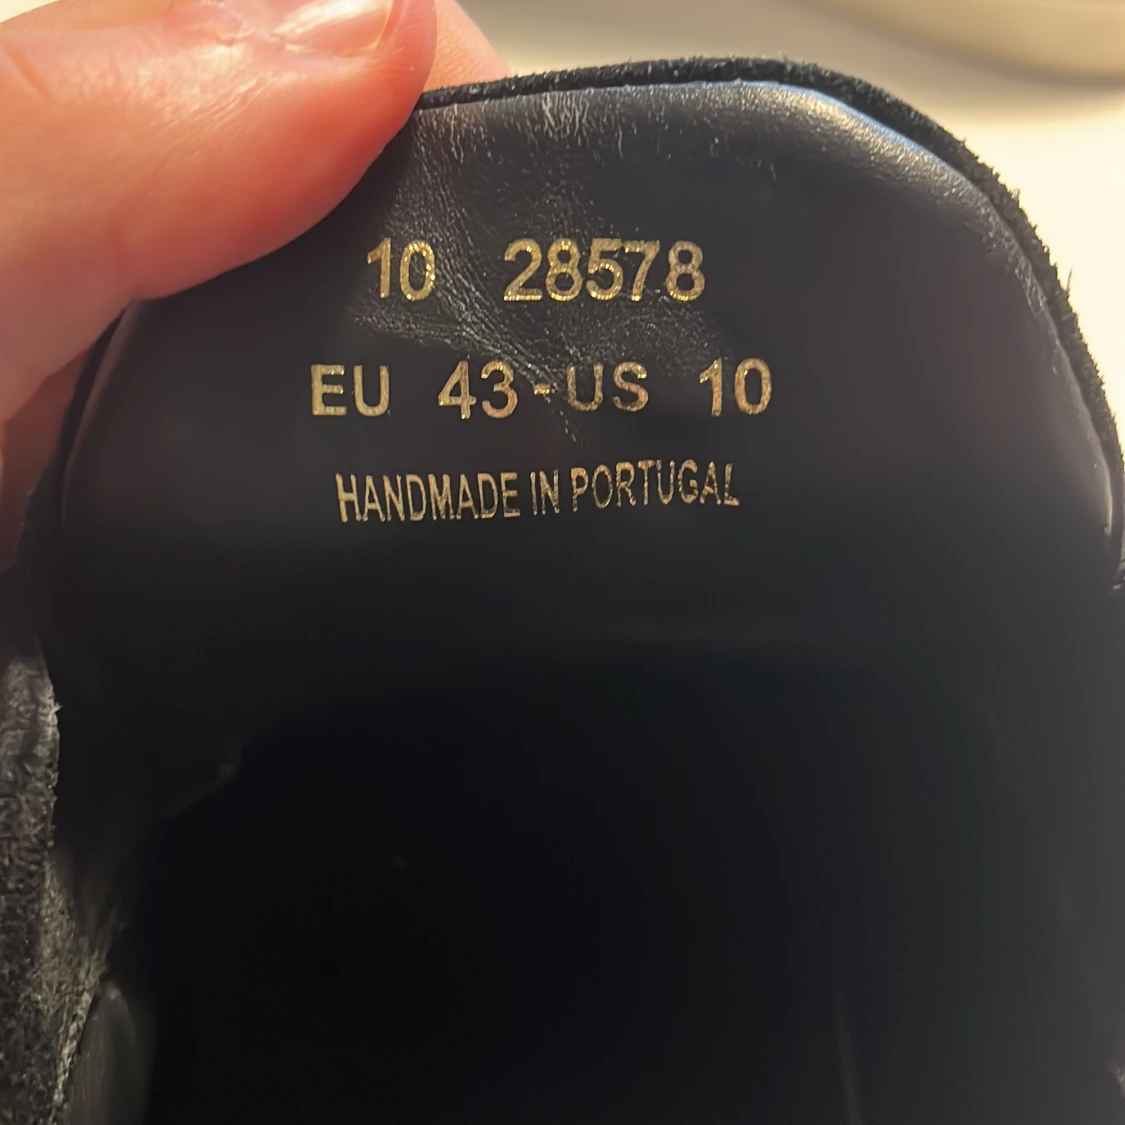 10 28578
EU 43-US 10
HANDMADE IN PORTUGAL